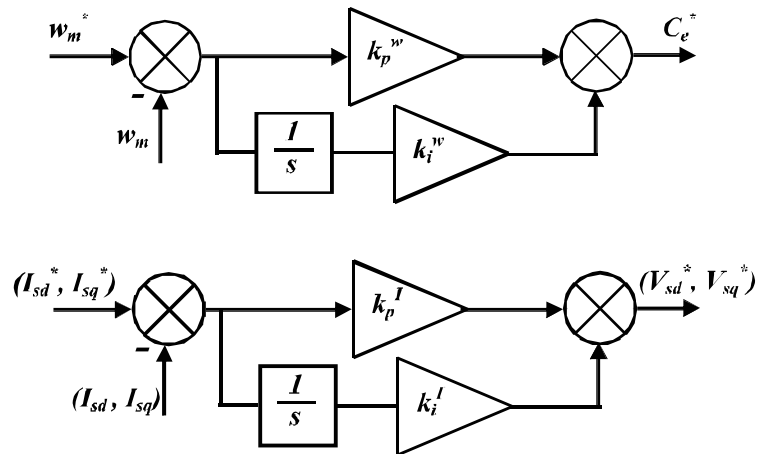 w_m^*
k_p^w
C_e^*
-
w_m
1/s
k_i^w
(I_sd^*, I_sq^*)
k_p^I
(V_sd^*, V_sq^*)
-
(I_sd, I_sq)
1/s
k_i^I